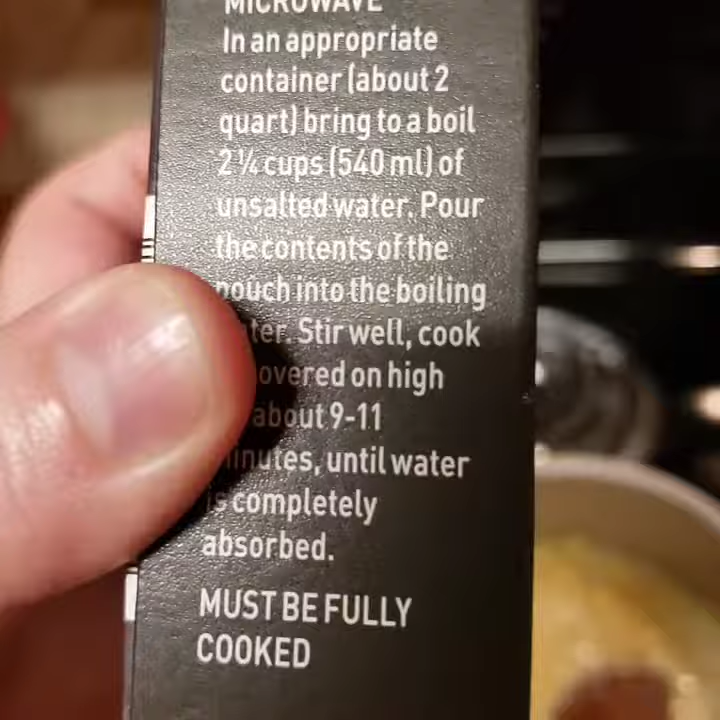 MICROWAVE
In an appropriate
container (about 2
quart) bring to a boil
2 ¼ cups (540 ml) of
unsalted water. Pour
the contents of the
pouch into the boiling
Stir well, cook
on high
about 9-11
minutes, until water
is completely
absorbed.
MUST BE FULLY
COOKED